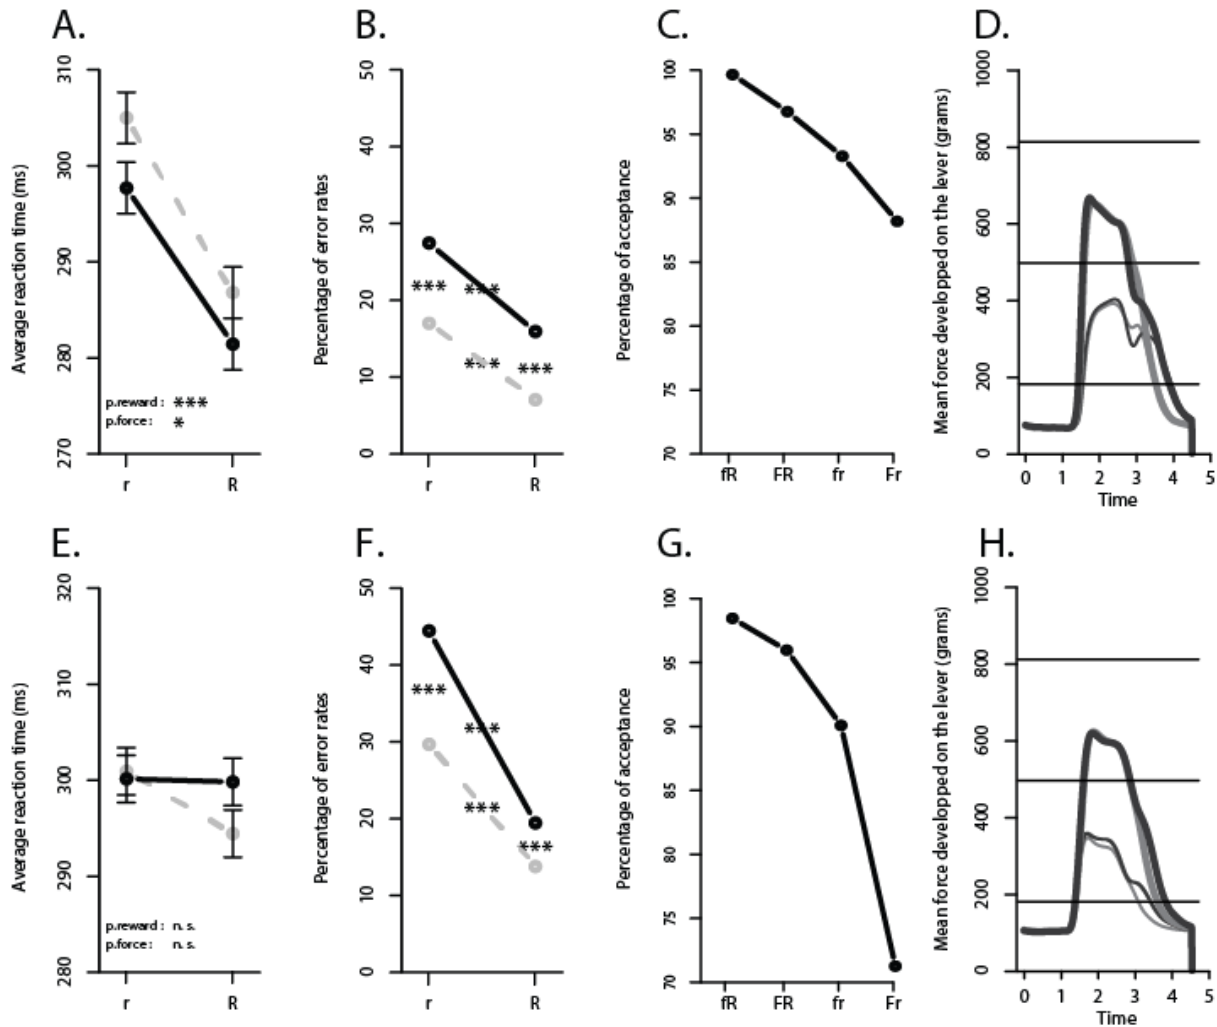 A.
Average reaction time (ms)
310
300
290
280
270
p.reward : ***
p.force : *
r R
B.
Percentage of error rates
50
40
30
20
10
0
*** ***
*** ***
r R
C.
Percentage of acceptance
100
95
90
85
80
75
70
fR FR fr Fr
D.
Mean force developped on the lever (grams)
1000
800
600
400
200
0
0 1 2 3 4 5
Time
E.
Average reaction time (ms)
320
310
300
290
280
p.reward : n. s.
p.force : n. s.
r R
F.
Percentage of error rates
50
40
30
20
10
0
***
***
***
***
r R
G.
Percentage of acceptance
100
95
90
85
80
75
70
fR FR fr Fr
H.
Mean force developped on the lever (grams)
1000
800
600
400
200
0
0 1 2 3 4 5
Time